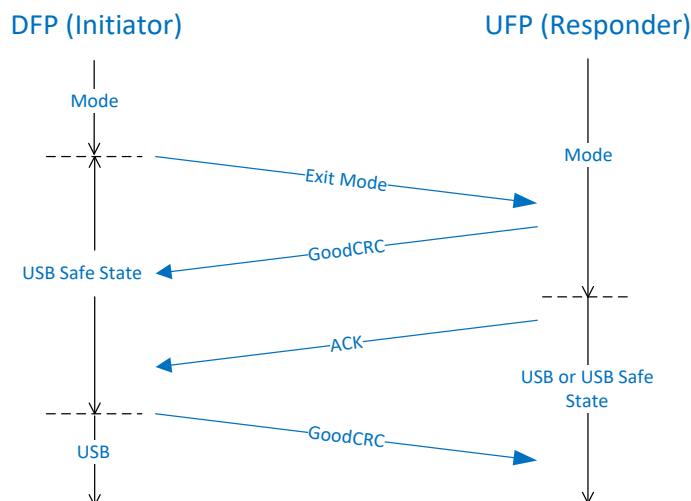 DFP (Initiator)
UFP (Responder)
Mode
Mode
Exit Mode
GoodCRC
USB Safe State
ACK
USB or USB Safe
State
GoodCRC
USB